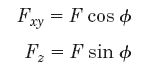 F_xy = F cos ϕ
F_z = F sin ϕ